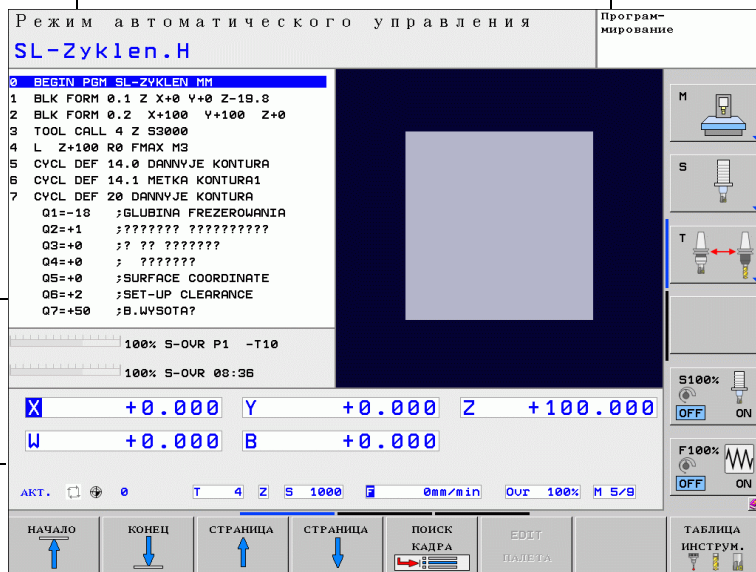 Режим автоматического управления
SL-Zyklen.H
Програм-
мирование
0 BEGIN PGM SL-ZYKLEN MM
1 BLK FORM 0.1 Z X+0 Y+0 Z-19.8
2 BLK FORM 0.2 X+100 Y+100 Z+0
3 TOOL CALL 4 Z S3000
4 L Z+100 R0 FMAX M3
5 CYCL DEF 14.0 DANNYJE KONTURA
6 CYCL DEF 14.1 METKA KONTURA1
7 CYCL DEF 20 DANNYJE KONTURA
Q1=-18 ;GLUBINA FREZEROWANIA
Q2=+1 ;??????? ??????????
Q3=+0 ;? ?? ???????
Q4=+0 ; ???????
Q5=+0 ;SURFACE COORDINATE
Q6=+2 ;SET-UP CLEARANCE
Q7=+50 ;B.WYSOTA?
100% S-OVR P1 -T10
100% S-OVR 08:36
X +0.000 Y +0.000 Z +100.000
W +0.000 B +0.000
АКТ. 0 T 4 Z S 1000 F 0mm/min Ovr 100% M 5/9
M
S
T
S100%
OFF ON
F100%
OFF ON
НАЧАЛО
КОНЕЦ
СТРАНИЦА
СТРАНИЦА
ПОИСК
КАДРА
EDIT
ПАЛЕТА
ТАБЛИЦА
ИНСТРУМ.